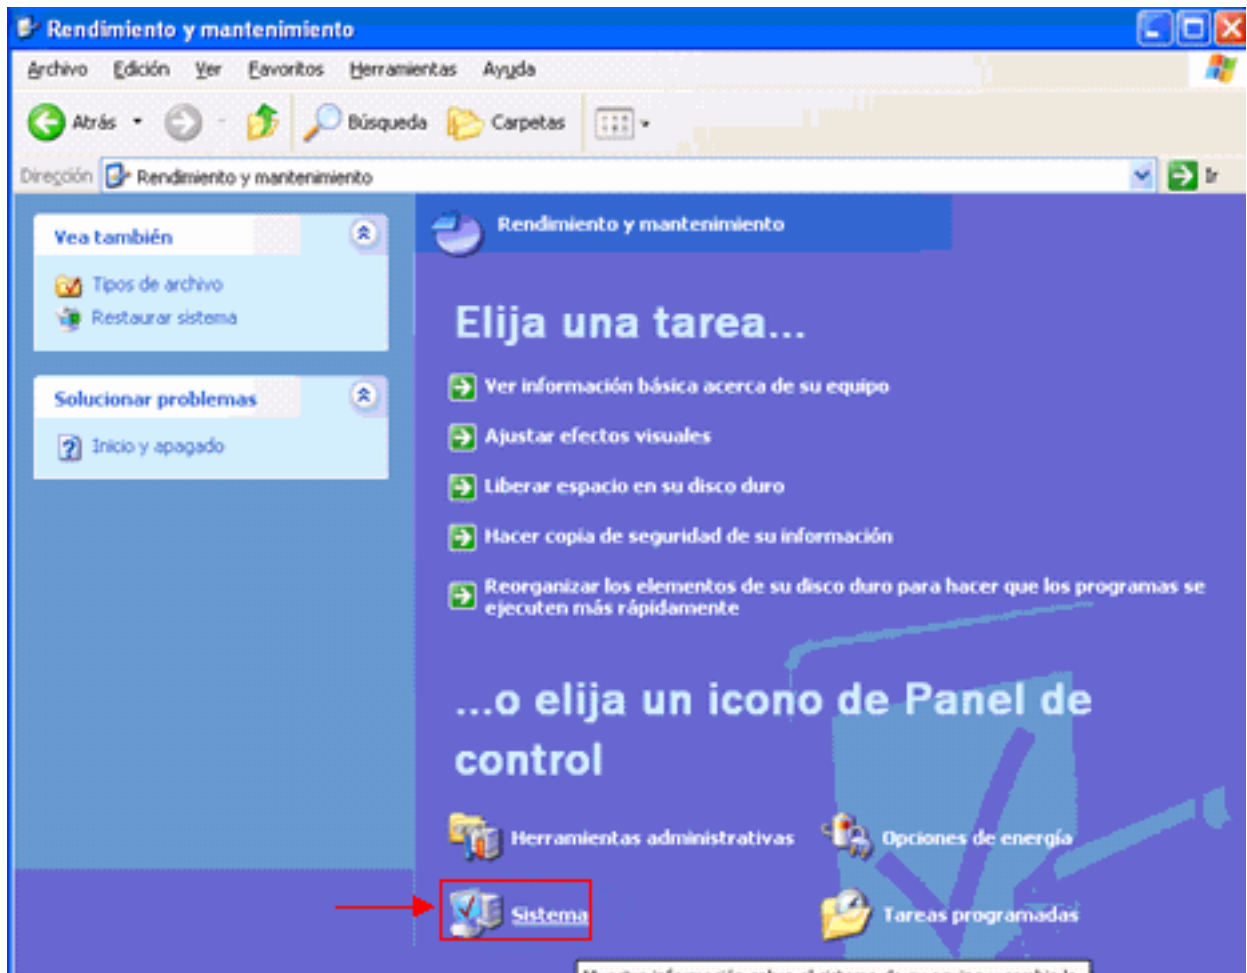 Rendimiento y mantenimiento
Archivo Edición Ver Favoritos Herramientas Ayuda
Atrás Búsqueda Carpetas
Dirección Rendimiento y mantenimiento Ir
Vea también
Tipos de archivo
Restaurar sistema
Solucionar problemas
Inicio y apagado
Rendimiento y mantenimiento
Elija una tarea...
Ver información básica acerca de su equipo
Ajustar efectos visuales
Liberar espacio en su disco duro
Hacer copia de seguridad de su información
Reorganizar los elementos de su disco duro para hacer que los programas se
ejecuten más rápidamente
...o elija un icono de Panel de
control
Herramientas administrativas Opciones de energía
Sistema Tareas programadas